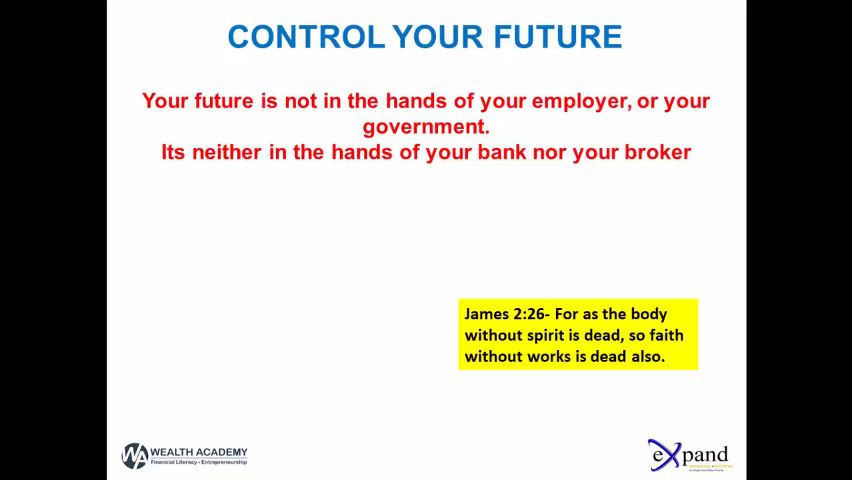 CONTROL YOUR FUTURE
Your future is not in the hands of your employer, or your
government.
Its neither in the hands of your bank nor your broker
James 2:26- For as the body
without spirit is dead, so faith
without works is dead also.
WA WEALTH ACADEMY
Financial Literacy • Entrepreneurship
eXpand